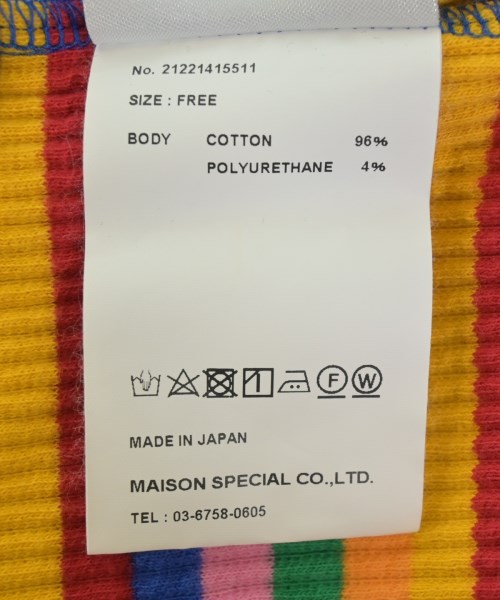 No. 21221415511
SIZE : FREE
BODY COTTON 96%
POLYURETHANE 4%
F W
MADE IN JAPAN
MAISON SPECIAL CO.,LTD.
TEL : 03-6758-0605